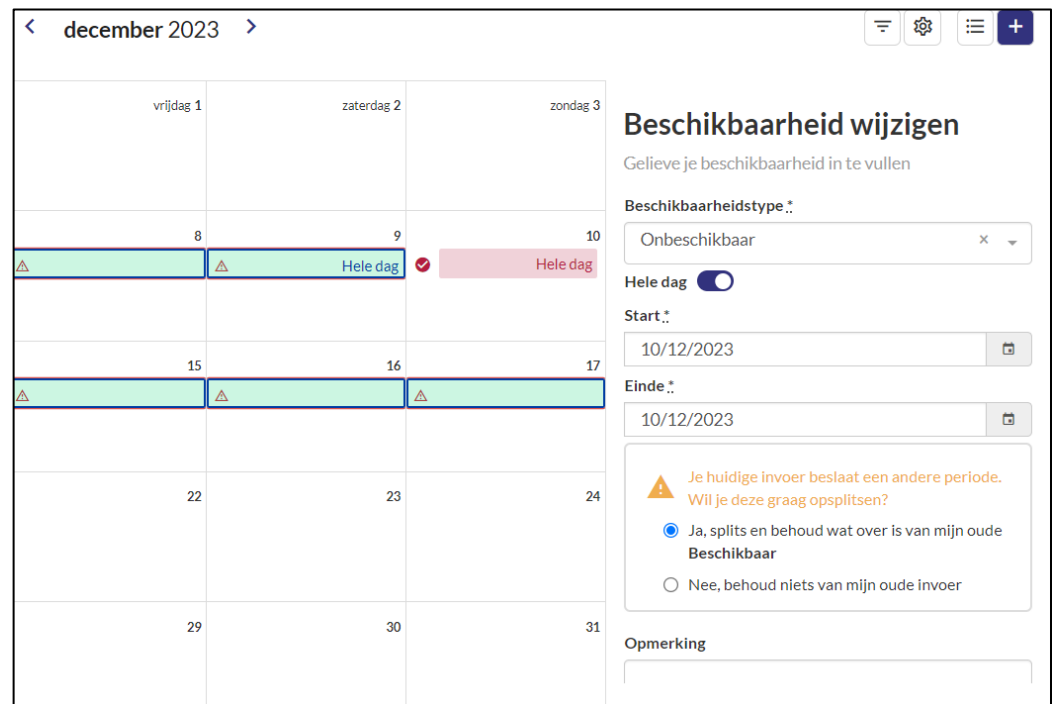 december 2023
vrijdag 1
zaterdag 2
zondag 3
8
9
10
Hele dag
Hele dag
15
16
17
22
23
24
29
30
31
Beschikbaarheid wijzigen
Gelieve je beschikbaarheid in te vullen
Beschikbaarheidstype *
Onbeschikbaar
Hele dag
Start *
10/12/2023
Einde *
10/12/2023
Je huidige invoer beslaat een andere periode.
Wil je deze graag opsplitsen?
Ja, splits en behoud wat over is van mijn oude
Beschikbaar
Nee, behoud niets van mijn oude invoer
Opmerking